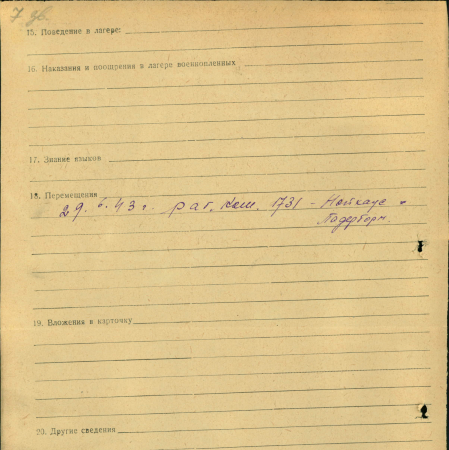 15. Поведение в лагере:
16. Наказания и поощрения в лагере военнопленных
17. Знание языков
18. Перемещения
29. 6. 43 г. раб. ком. 1731 - Нойхауз
Падерборн.
19. Вложения в карточку
20. Другие сведения